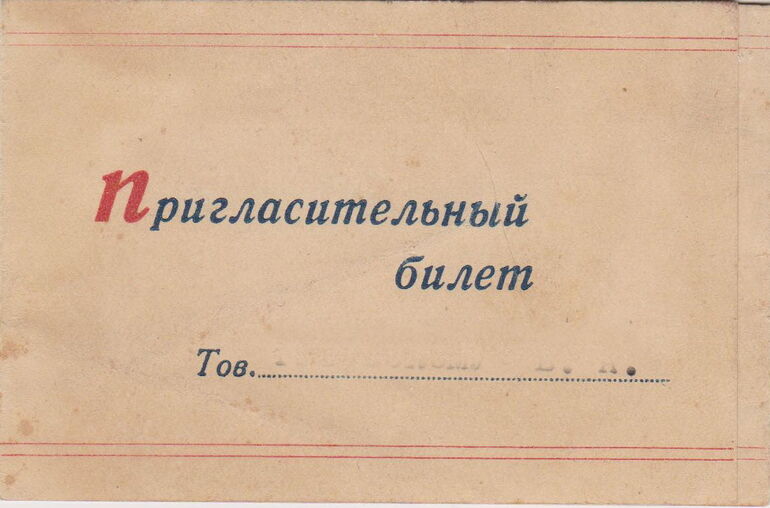 Пригласительный
билет
Тов.